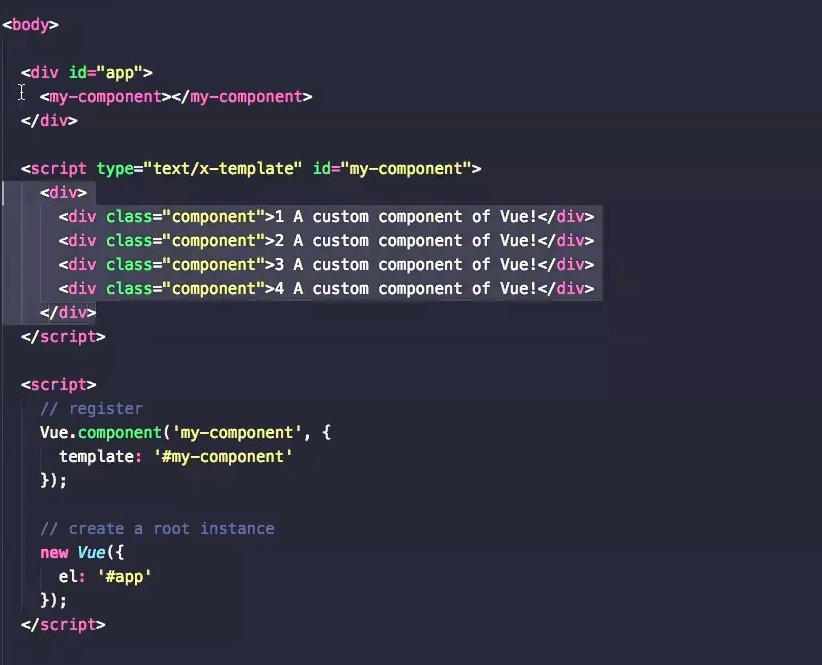 <body>
<div id="app">
<my-component></my-component>
</div>
<script type="text/x-template" id="my-component">
<div>
<div class="component">1 A custom component of Vue!</div>
<div class="component">2 A custom component of Vue!</div>
<div class="component">3 A custom component of Vue!</div>
<div class="component">4 A custom component of Vue!</div>
</div>
</script>
<script>
// register
Vue.component('my-component', {
template: '#my-component'
});
// create a root instance
new Vue({
el: '#app'
});
</script>